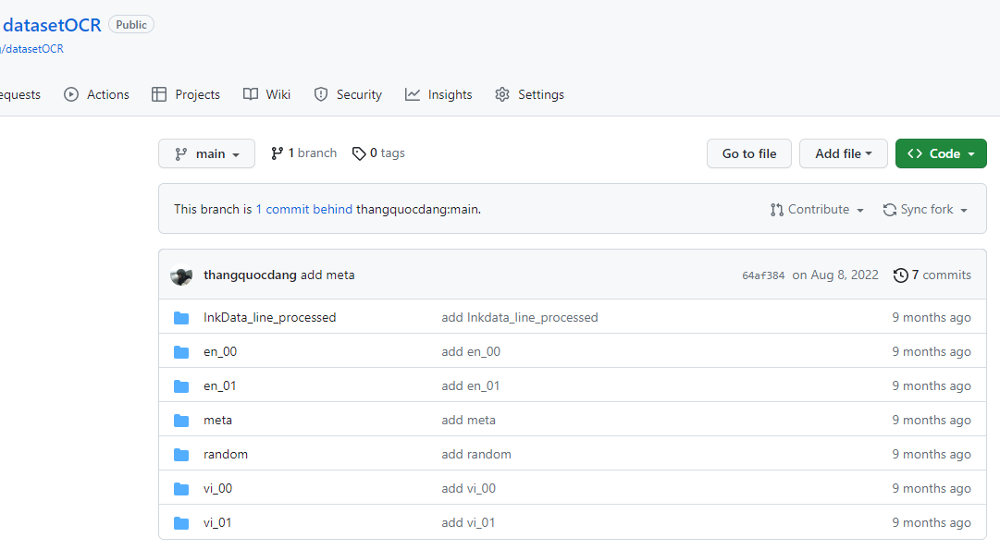 datasetOCR Public
/datasetOCR
equests Actions Projects Wiki Security Insights Settings
main 1 branch 0 tags Go to file Add file Code
This branch is 1 commit behind thangquocdang:main. Contribute Sync fork
thangquocdang add meta 64af384 on Aug 8, 2022 7 commits
InkData_line_processed add Inkdata_line_processed 9 months ago
en_00 add en_00 9 months ago
en_01 add en_01 9 months ago
meta add meta 9 months ago
random add random 9 months ago
vi_00 add vi_00 9 months ago
vi_01 add vi_01 9 months ago